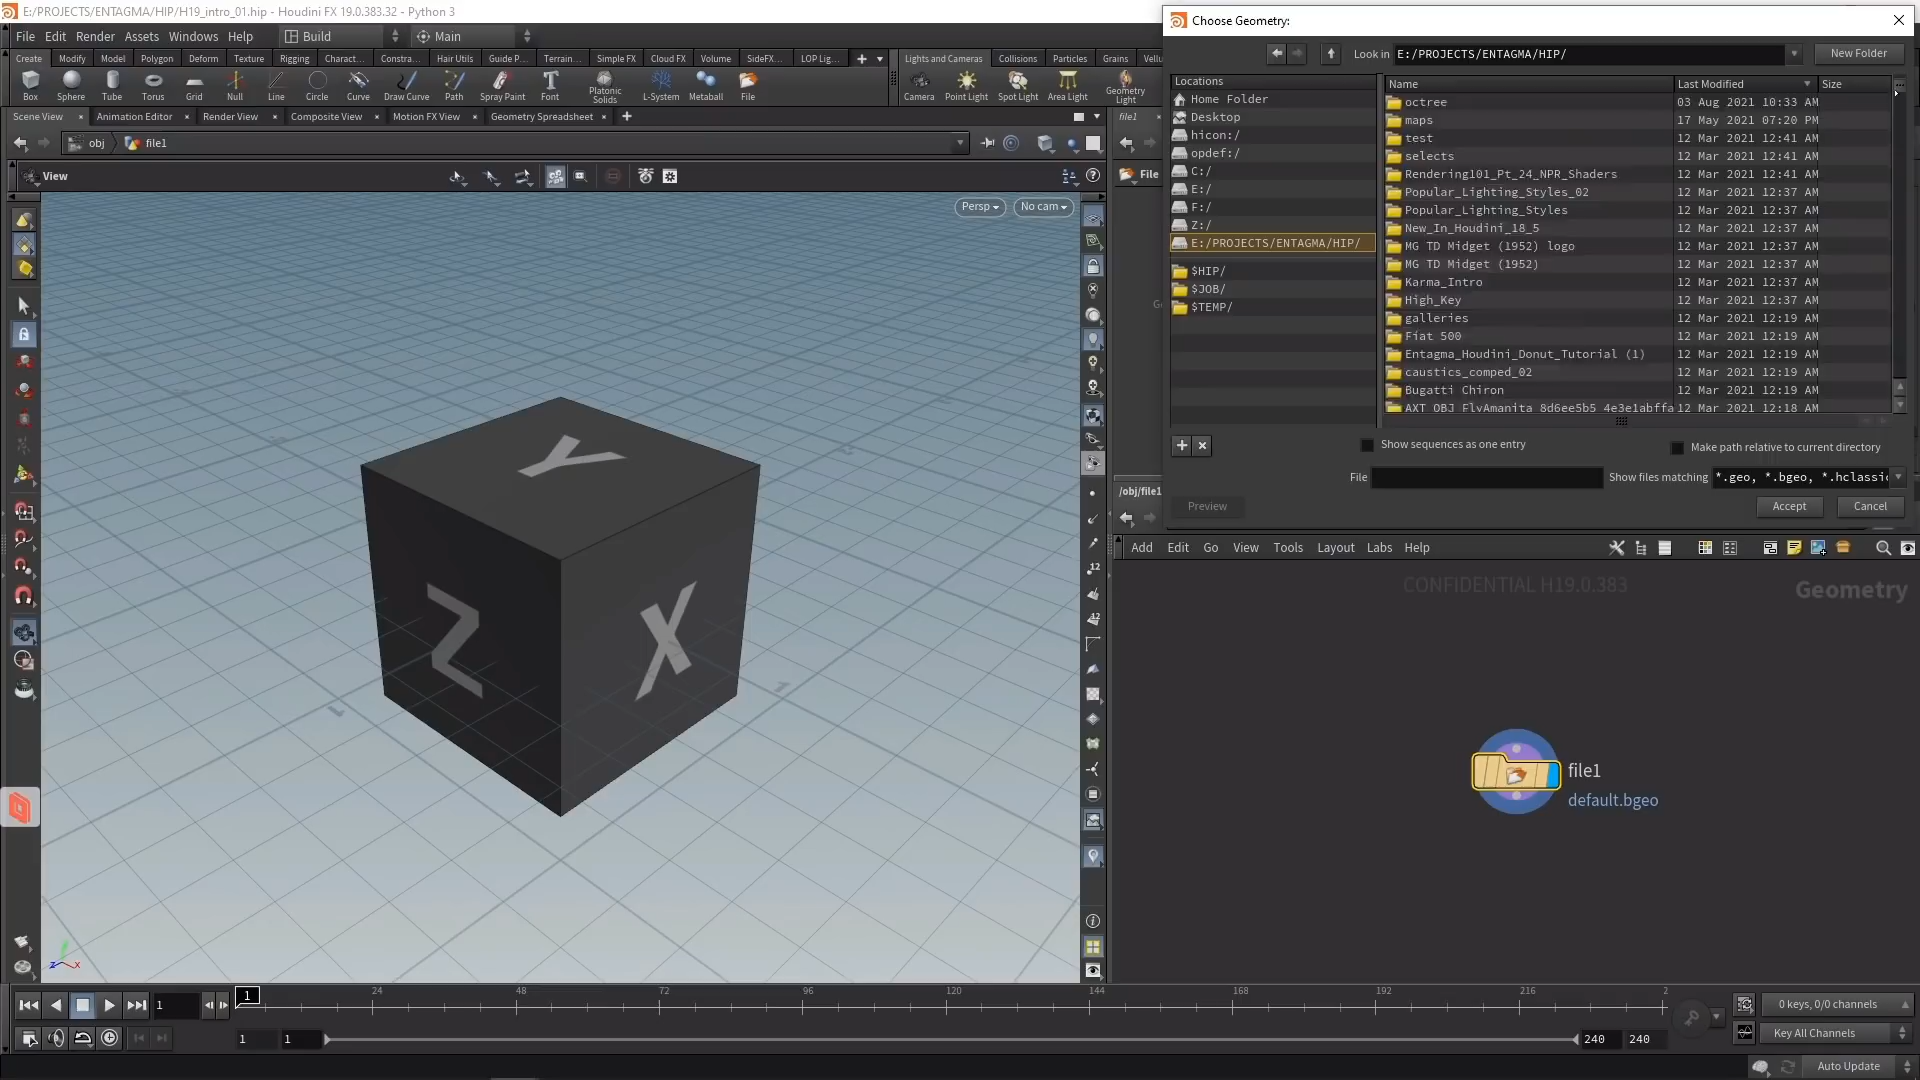 E:/PROJECTS/ENTAGMA/HIP/H19_intro_01.hip - Houdini FX 19.0.383.32 - Python 3
File Edit Render Assets Windows Help Build Main
Create Modify Model Polygon Deform Texture Rigging Charact... Constra... Hair Utils Guide P... Terrain... Simple FX Cloud FX Volume SideFX... LOP Lig...
Lights and Cameras Collisions Particles Grains
Box Sphere Tube Torus Grid Null Line Circle Curve Draw Curve Path Spray Paint Font Platonic Solids L-System Metaball File
Camera Point Light Spot Light Area Light Geometry Light
Scene View Animation Editor Render View Composite View Motion FX View Geometry Spreadsheet
file1
obj file1
View
File
Persp No cam
Y
Z
X
1
1
z x
12
12
Choose Geometry:
Look in E:/PROJECTS/ENTAGMA/HIP/ New Folder
Locations
Home Folder
Desktop
hicon:/
opdef:/
C:/
E:/
F:/
Z:/
E:/PROJECTS/ENTAGMA/HIP/
$HIP/
$JOB/
$TEMP/
Name Last Modified Size
octree 03 Aug 2021 10:33 AM
maps 17 May 2021 07:20 PM
test 12 Mar 2021 12:41 AM
selects 12 Mar 2021 12:41 AM
Rendering101_Pt_24_NPR_Shaders 12 Mar 2021 12:41 AM
Popular_Lighting_Styles_02 12 Mar 2021 12:37 AM
Popular_Lighting_Styles 12 Mar 2021 12:37 AM
New_In_Houdini_18_5 12 Mar 2021 12:37 AM
MG TD Midget (1952) logo 12 Mar 2021 12:37 AM
MG TD Midget (1952) 12 Mar 2021 12:37 AM
Karma_Intro 12 Mar 2021 12:37 AM
High_Key 12 Mar 2021 12:37 AM
galleries 12 Mar 2021 12:19 AM
Fiat 500 12 Mar 2021 12:19 AM
Entagma_Houdini_Donut_Tutorial (1) 12 Mar 2021 12:19 AM
caustics_comped_02 12 Mar 2021 12:19 AM
Bugatti Chiron 12 Mar 2021 12:19 AM
AXT_OBJ_FlyAmanita_8d6ee5b5_4e3e1abffa 12 Mar 2021 12:18 AM
Show sequences as one entry Make path relative to current directory
File Show files matching *.geo, *.bgeo, *.hclassic
Preview Accept Cancel
/obj/file1
Add Edit Go View Tools Layout Labs Help
CONFIDENTIAL H19.0.383
Geometry
file1
default.bgeo
1
1 24 48 72 96 120 144 168 192 216 2
0 keys, 0/0 channels
1 1 240 240
Key All Channels
Auto Update